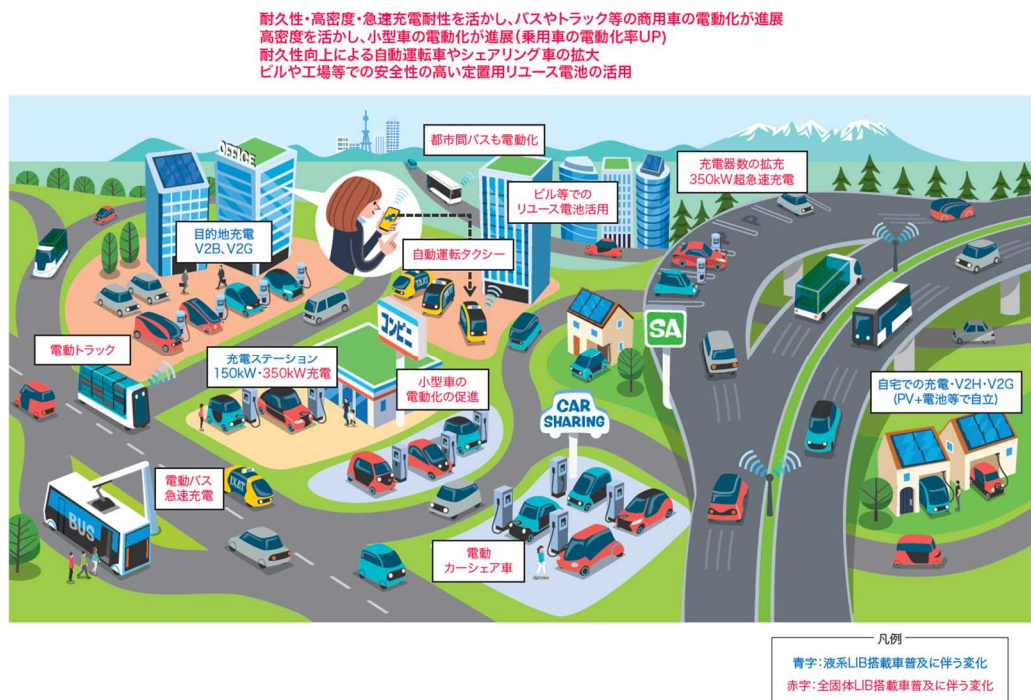 耐久性・高密度・急速充電耐性を活かし、バスやトラック等の商用車の電動化が進展
高密度を活かし、小型車の電動化が進展(乗用車の電動化率UP)
耐久性向上による自動運転車やシェアリング車の拡大
ビルや工場等での安全性の高い定置用リユース電池の活用
都市間バスも電動化
充電器数の拡充
350kW超急速充電
OFFICE
ビル等での
リユース電池活用
目的地充電
V2B、V2G
自動運転タクシー
TAXI
P
コンビニ
SA
電動トラック
充電ステーション
150kW・350kW充電
小型車の
電動化の促進
自宅での充電・V2H・V2G
(PV+電池等で自立)
CAR
SHARING
電動バス
急速充電
TAXI
BUS
電動
カーシェア車
凡例
青字:液系LIB搭載車普及に伴う変化
赤字:全固体LIB搭載車普及に伴う変化